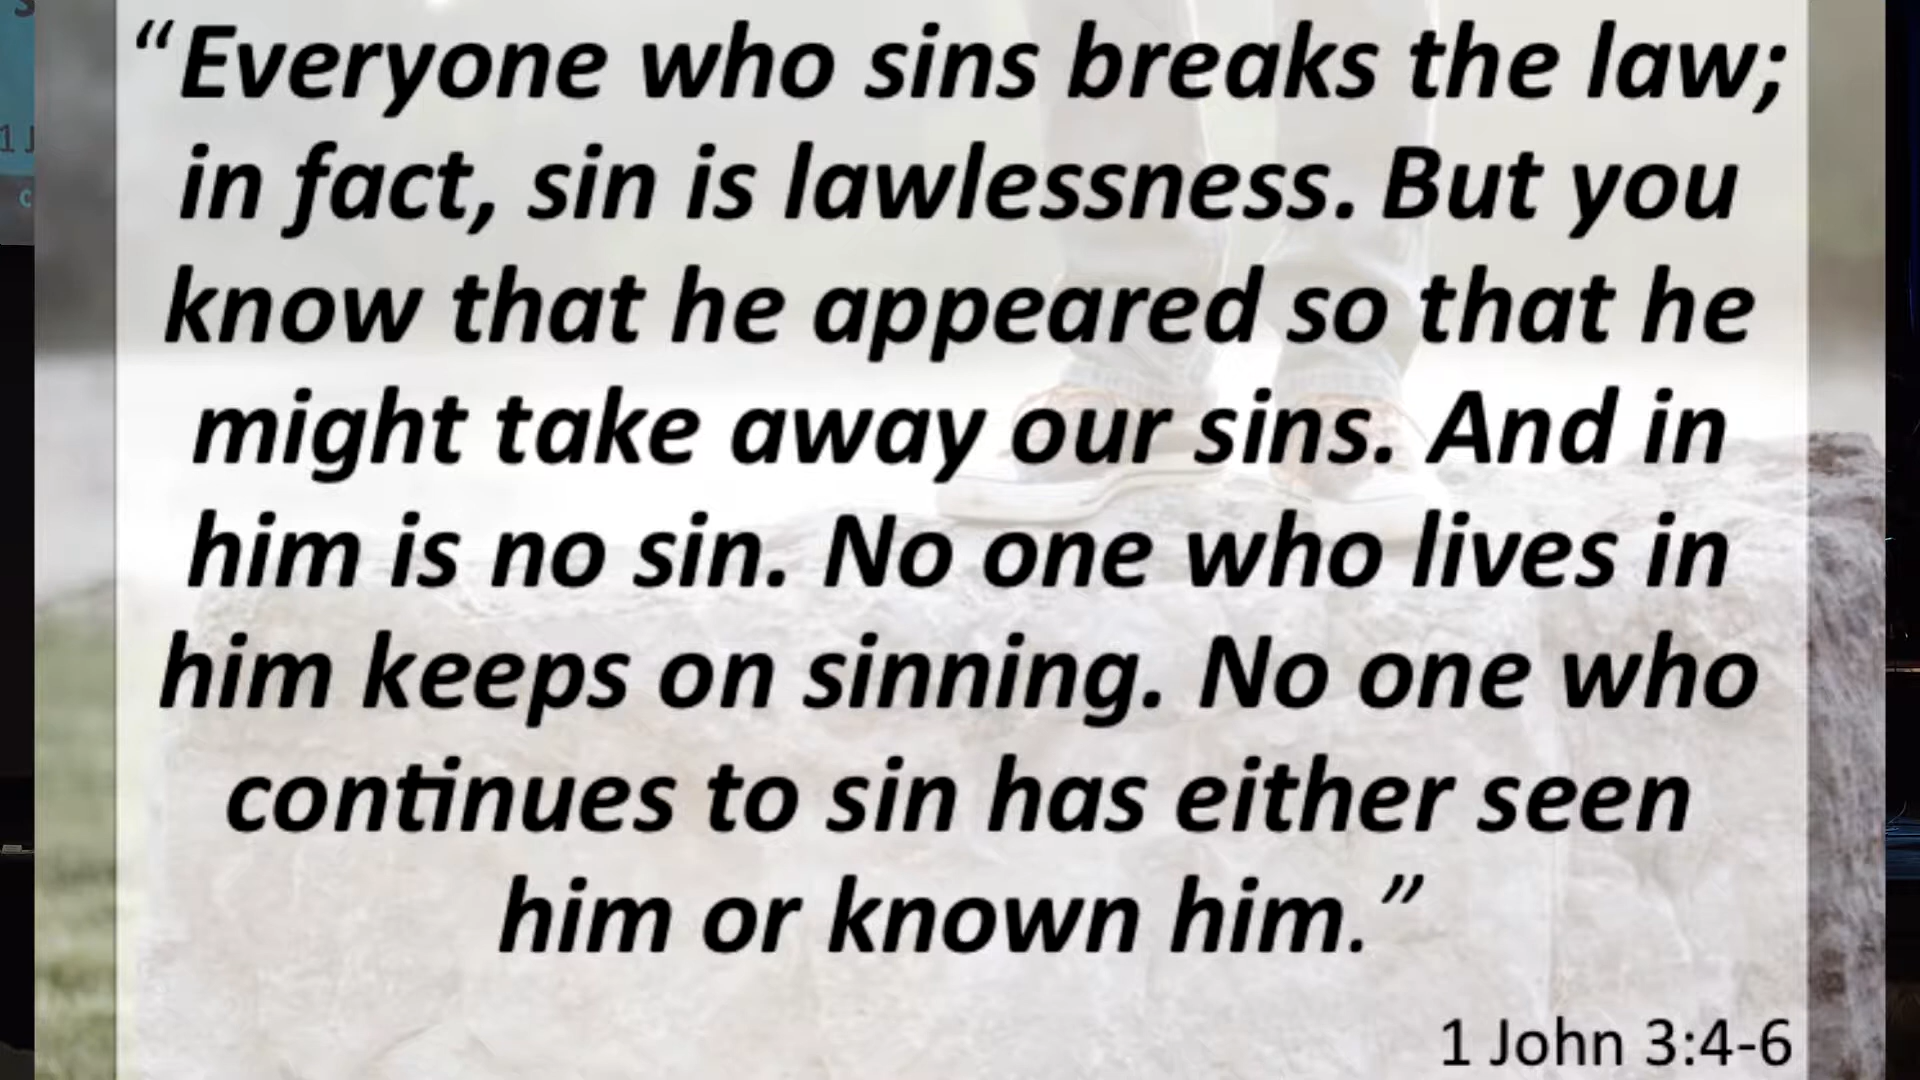 “Everyone who sins breaks the law;
in fact, sin is lawlessness. But you
know that he appeared so that he
might take away our sins. And in
him is no sin. No one who lives in
him keeps on sinning. No one who
continues to sin has either seen
him or known him.”
1 John 3:4-6